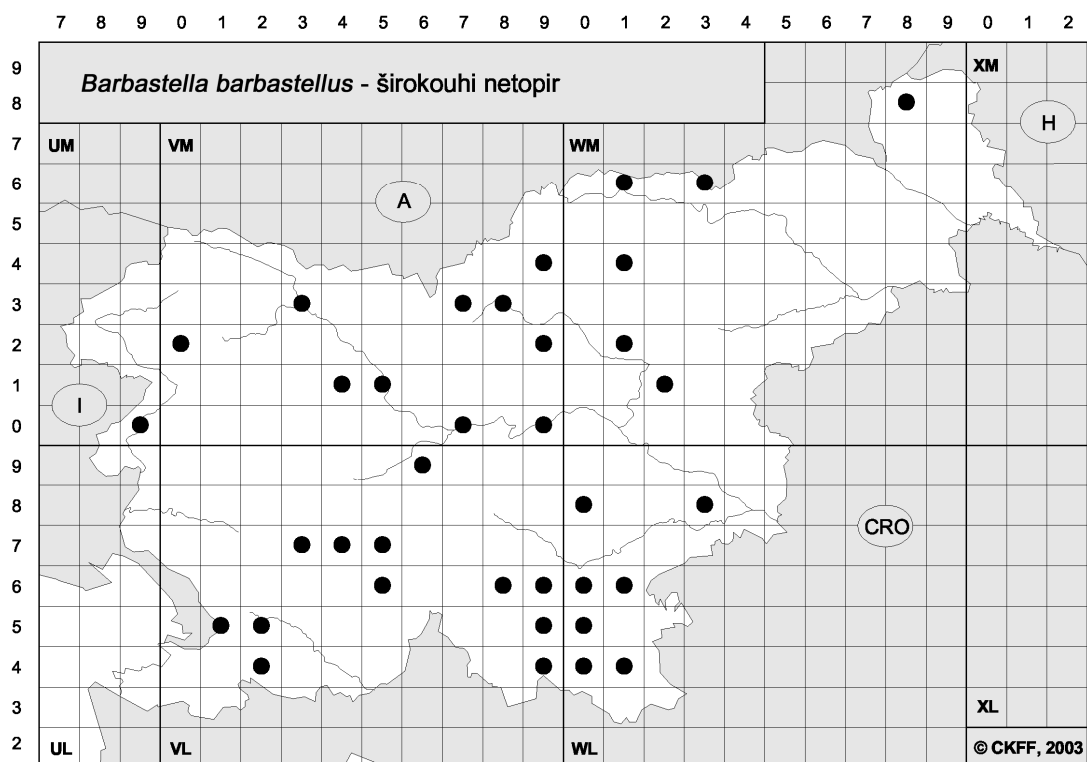 7 8 9 0 1 2 3 4 5 6 7 8 9 0 1 2 3 4 5 6 7 8 9 0 1 2
9 Barbastella barbastellus - širokouhi netopir XM
8 H
7 UM VM WM
6 A
5
4
3
2
1 I
0
9
8 CRO
7
6
5
4
3 XL
2 UL VL WL © CKFF, 2003